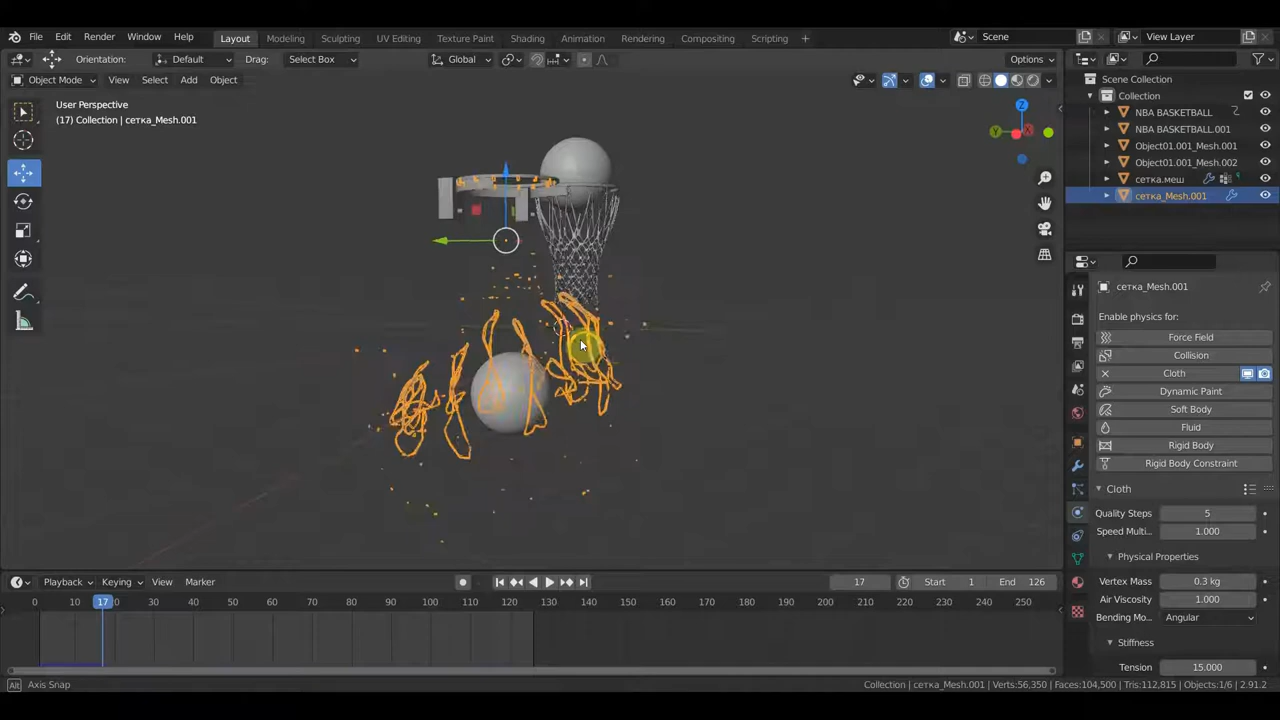 File Edit Render Window Help Layout Modeling Sculpting UV Editing Texture Paint Shading Animation Rendering Compositing Scripting + Scene View Layer
Orientation: Default Drag: Select Box Global Options
Object Mode View Select Add Object
User Perspective
(17) Collection | сетка_Mesh.001
Z
Y
X
Scene Collection
Collection
NBA BASKETBALL
NBA BASKETBALL.001
Object01.001_Mesh.001
Object01.001_Mesh.002
сетка.меш
сетка_Mesh.001
сетка_Mesh.001
Enable physics for:
Force Field
Collision
Cloth
Dynamic Paint
Soft Body
Fluid
Rigid Body
Rigid Body Constraint
Cloth
Quality Steps 5
Speed Multi... 1.000
Physical Properties
Vertex Mass 0.3 kg
Air Viscosity 1.000
Bending Mo... Angular
Stiffness
Tension 15.000
Playback Keying View Marker 17 Start 1 End 126
0 10 17 20 30 40 50 60 70 80 90 100 110 120 130 140 150 160 170 180 190 200 210 220 230 240 250
Alt Axis Snap Collection | сетка_Mesh.001 | Verts:56,350 | Faces:104,500 | Tris:112,815 | Objects:1/6 | 2.91.2